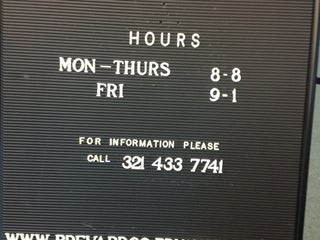 HOURS
MON-THURS 8-8
FRI 9-1
FOR INFORMATION PLEASE
CALL 321 433 7741